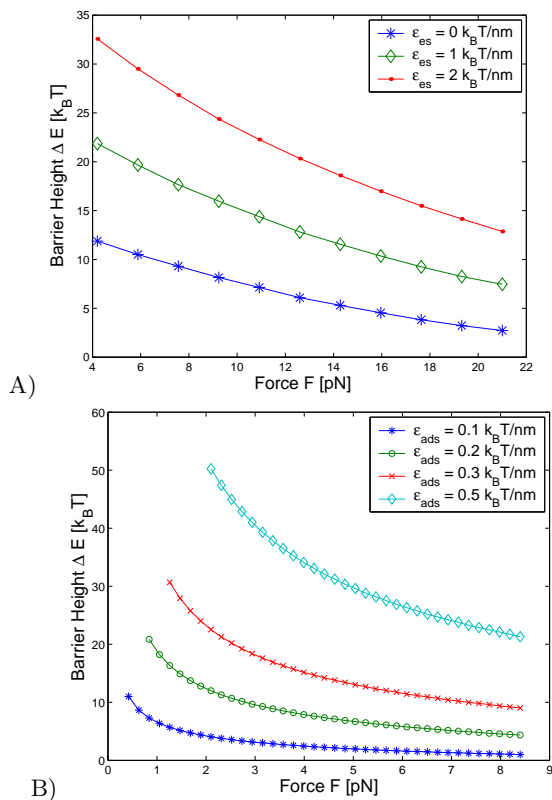 35
30
25
20
15
10
5
0
Barrier Height Δ E [k_BT]
ε_es = 0 k_BT/nm
ε_es = 1 k_BT/nm
ε_es = 2 k_BT/nm
4 6 8 10 12 14 16 18 20 22
Force F [pN]
A)
60
50
40
30
20
10
0
Barrier Height Δ E [k_BT]
ε_ads = 0.1 k_BT/nm
ε_ads = 0.2 k_BT/nm
ε_ads = 0.3 k_BT/nm
ε_ads = 0.5 k_BT/nm
0 1 2 3 4 5 6 7 8 9
Force F [pN]
B)